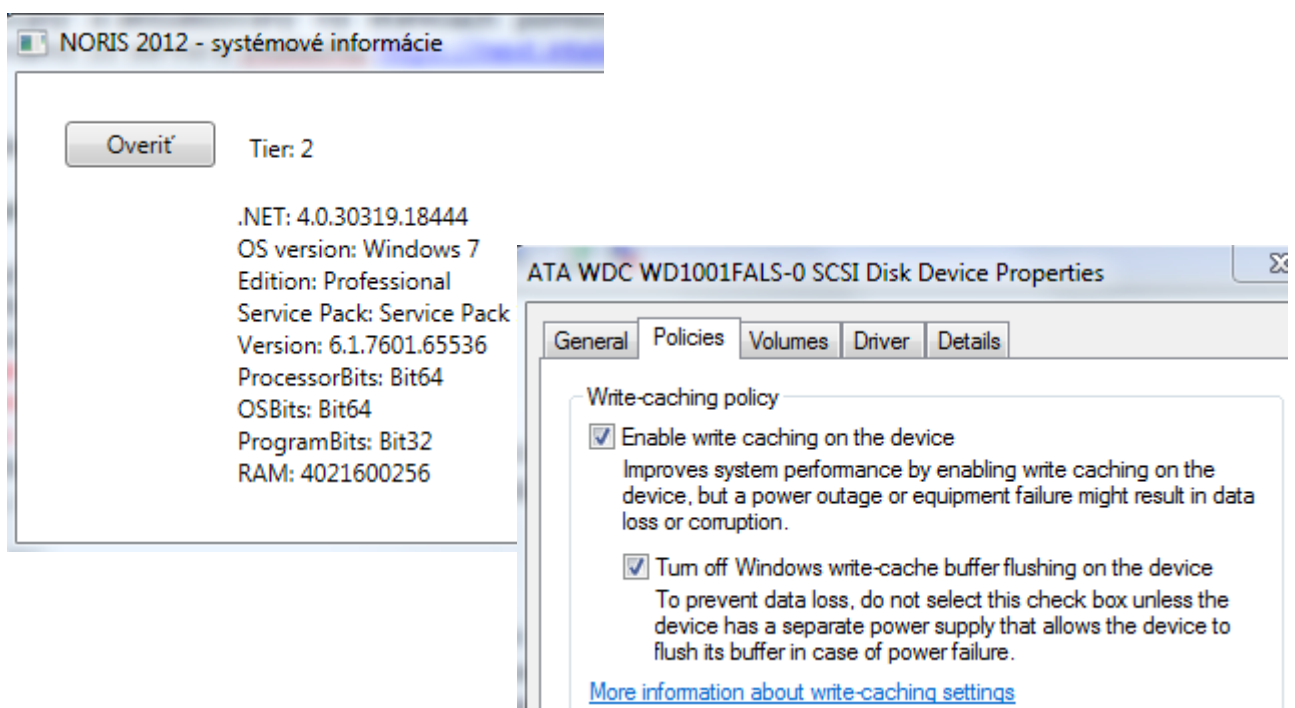 NORIS 2012 - systémové informácie
Overiť
Tier: 2
.NET: 4.0.30319.18444
OS version: Windows 7
Edition: Professional
Service Pack: Service Pack
Version: 6.1.7601.65536
ProcessorBits: Bit64
OSBits: Bit64
ProgramBits: Bit32
RAM: 4021600256
ATA WDC WD1001FALS-0 SCSI Disk Device Properties
General Policies Volumes Driver Details
Write-caching policy
Enable write caching on the device
Improves system performance by enabling write caching on the
device, but a power outage or equipment failure might result in data
loss or corruption.
Turn off Windows write-cache buffer flushing on the device
To prevent data loss, do not select this check box unless the
device has a separate power supply that allows the device to
flush its buffer in case of power failure.
More information about write-caching settings